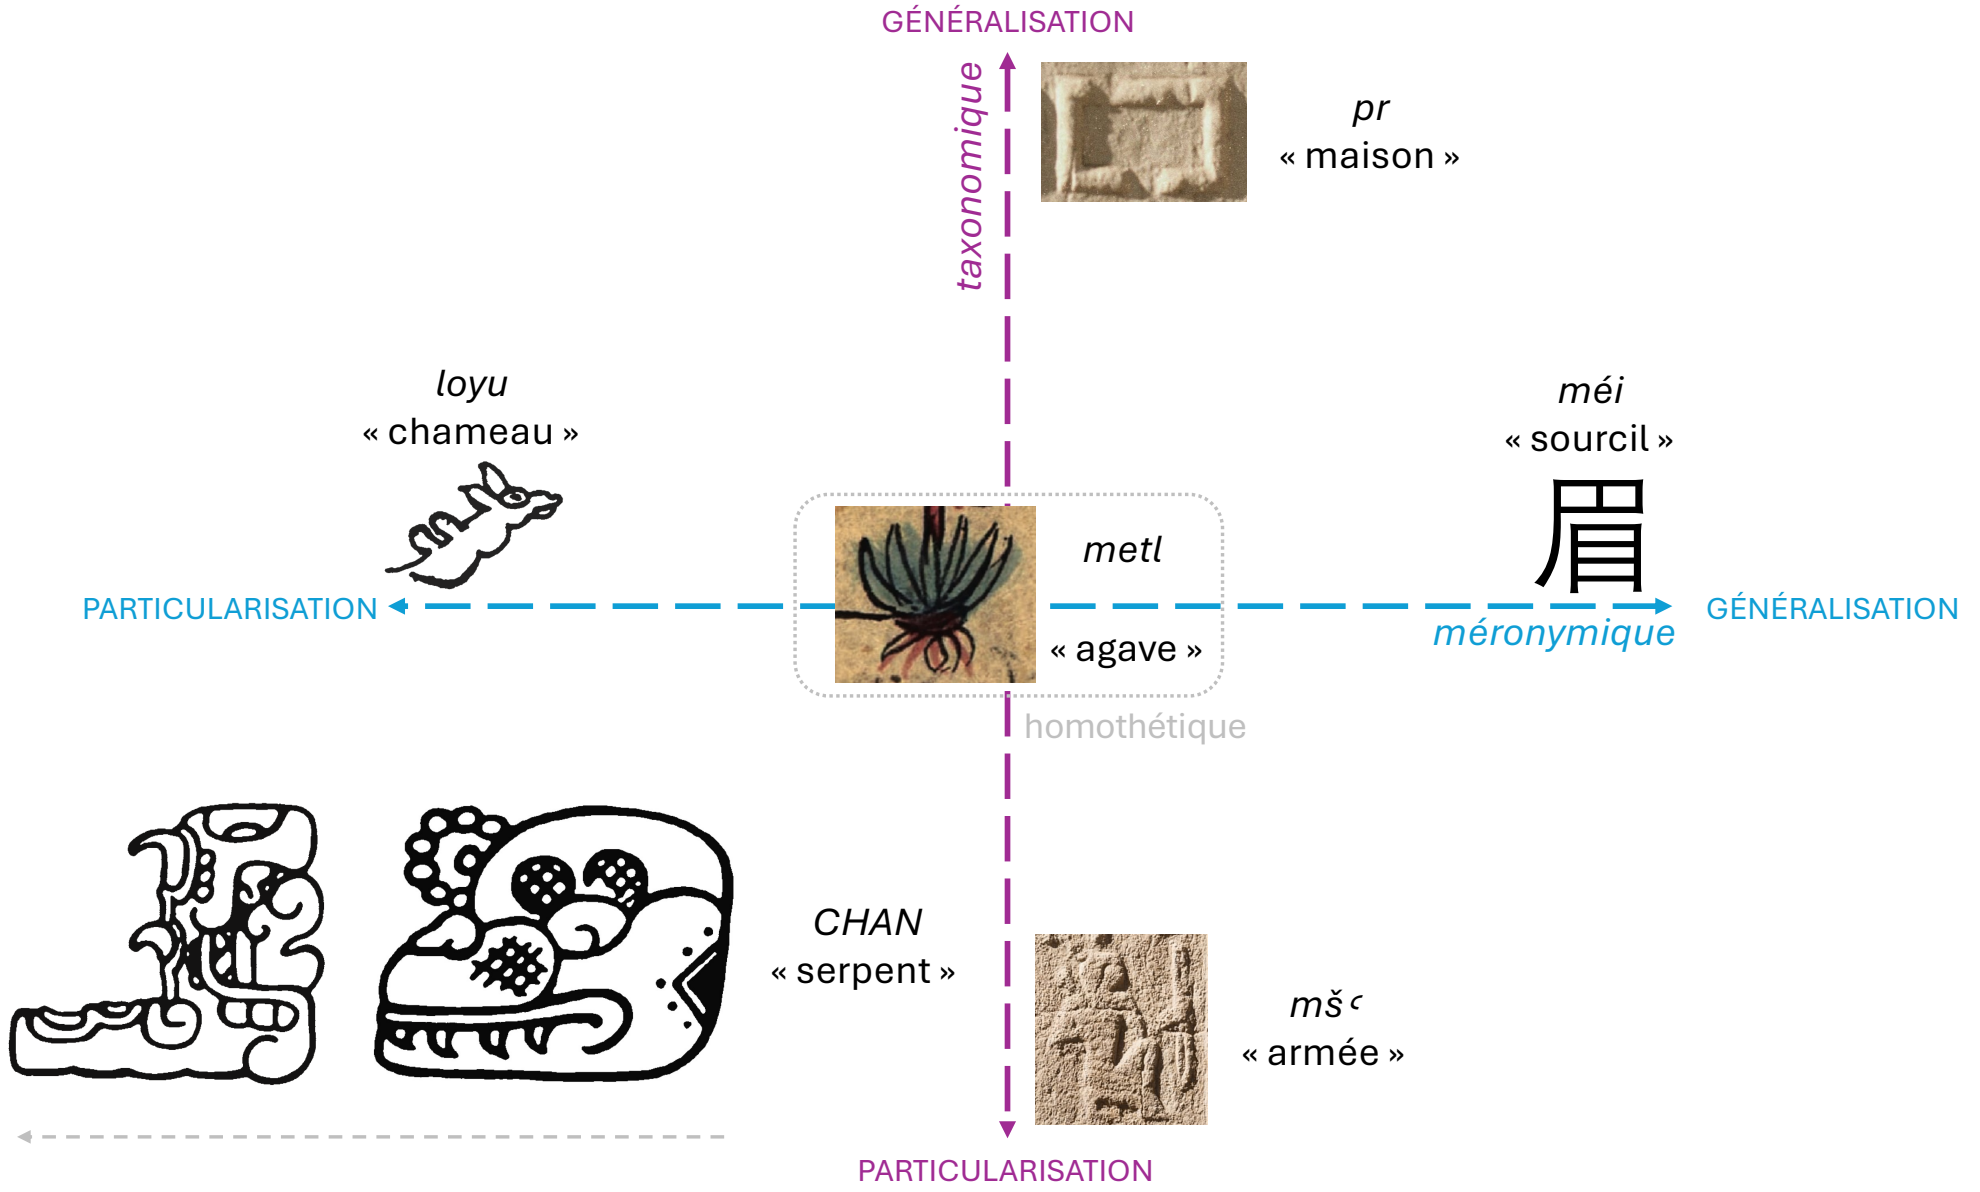 GÉNÉRALISATION
taxonomique
pr
« maison »
loyu
« chameau »
méi
« sourcil »
眉
metl
« agave »
PARTICULARISATION
GÉNÉRALISATION
méronymique
homothétique
CHAN
« serpent »
mšꜥ
« armée »
PARTICULARISATION